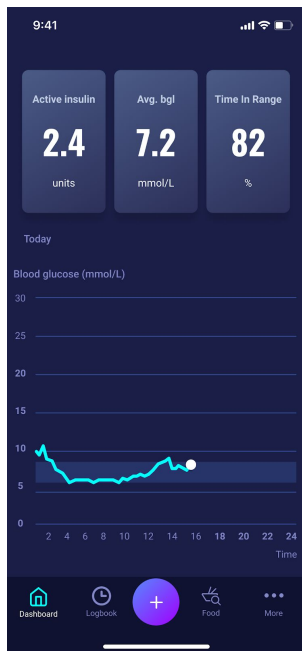 9:41
Active insulin
Avg. bgl
Time In Range
2.4
7.2
82
units
mmol/L
%
Today
Blood glucose (mmol/L)
30
25
20
15
10
5
0
2 4 6 8 10 12 14 16 18 20 22 24
Time
Dashboard
Logbook
+
Food
More